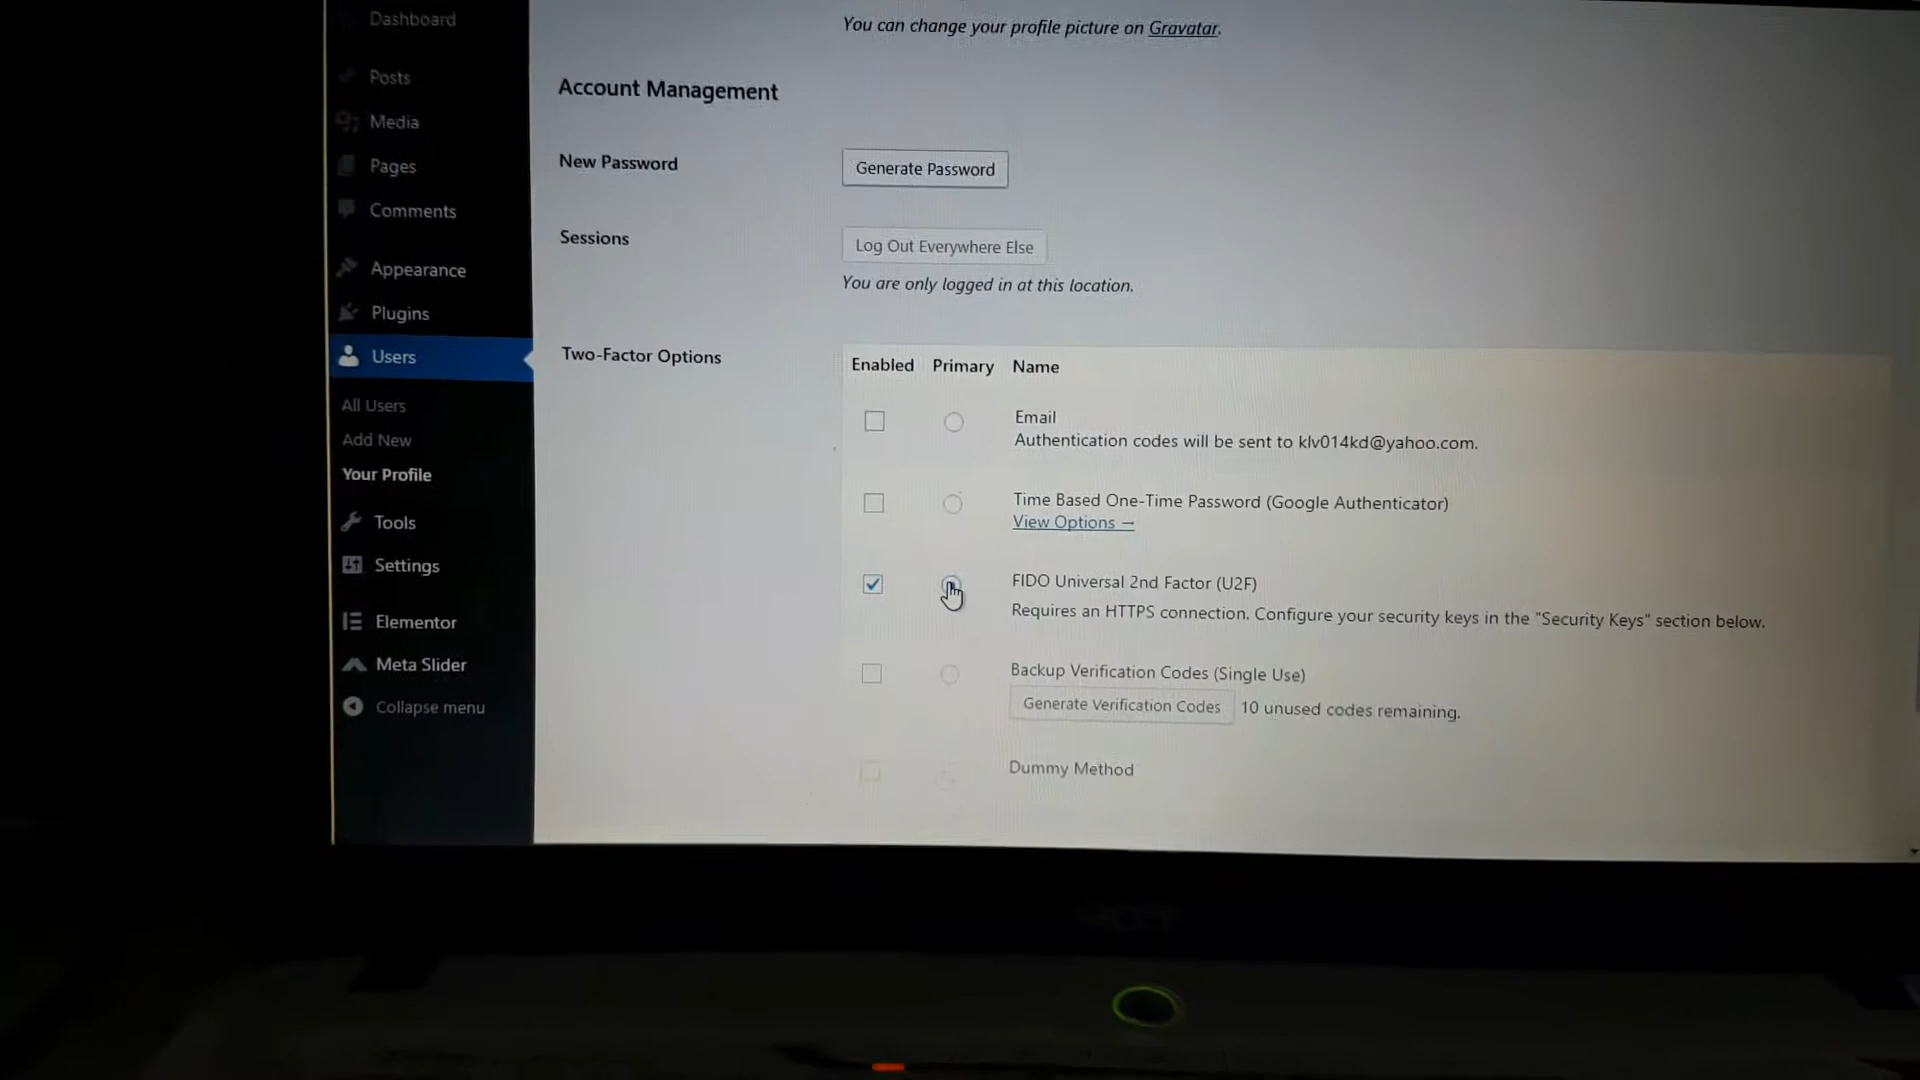 Dashboard
You can change your profile picture on Gravatar.
Posts
Account Management
Media
New Password
Generate Password
Pages
Comments
Sessions
Log Out Everywhere Else
You are only logged in at this location.
Appearance
Plugins
Users
Two-Factor Options
Enabled Primary Name
All Users
Add New
Your Profile
Email
Authentication codes will be sent to klv014kd@yahoo.com.
Time Based One-Time Password (Google Authenticator)
View Options →
Tools
Settings
FIDO Universal 2nd Factor (U2F)
Requires an HTTPS connection. Configure your security keys in the "Security Keys" section below.
Elementor
Meta Slider
Collapse menu
Backup Verification Codes (Single Use)
Generate Verification Codes 10 unused codes remaining.
Dummy Method
acer